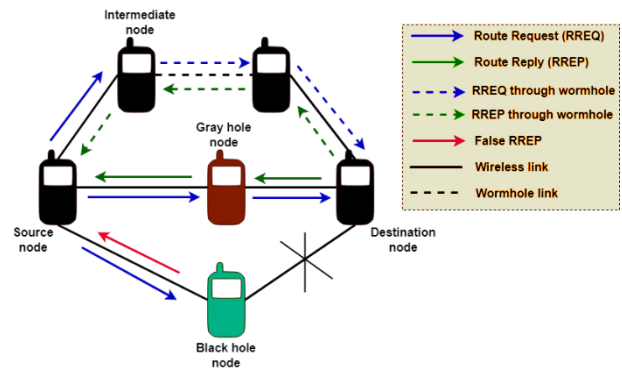 Intermediate
node
Gray hole
node
Source
node
Destination
node
Black hole
node
Route Request (RREQ)
Route Reply (RREP)
RREQ through wormhole
RREP through wormhole
False RREP
Wireless link
Wormhole link